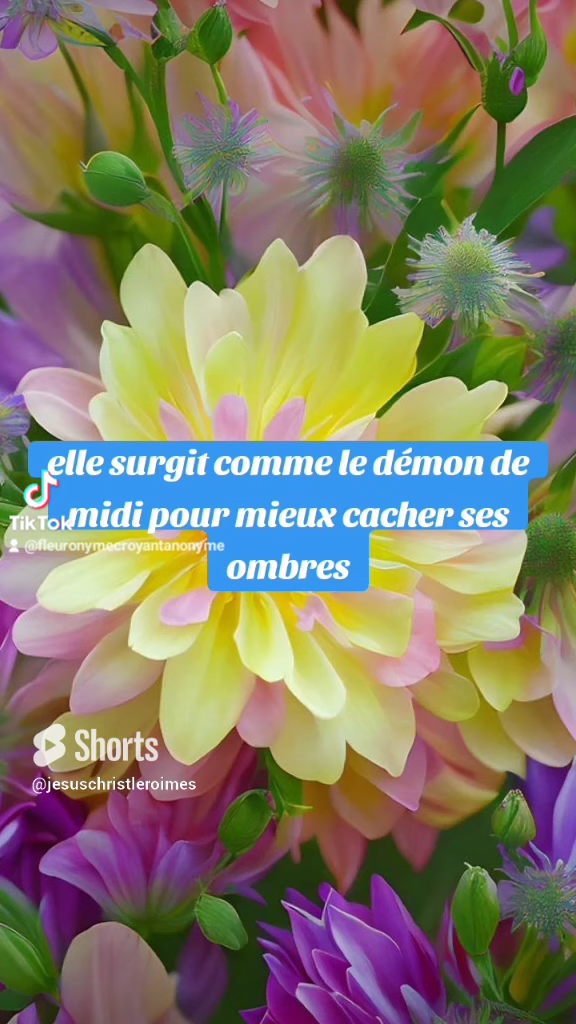 elle surgit comme le démon de
midi pour mieux cacher ses
ombres
TikTok
@fleuronymecroyantanonyme
Shorts
@jesuschristleroimes